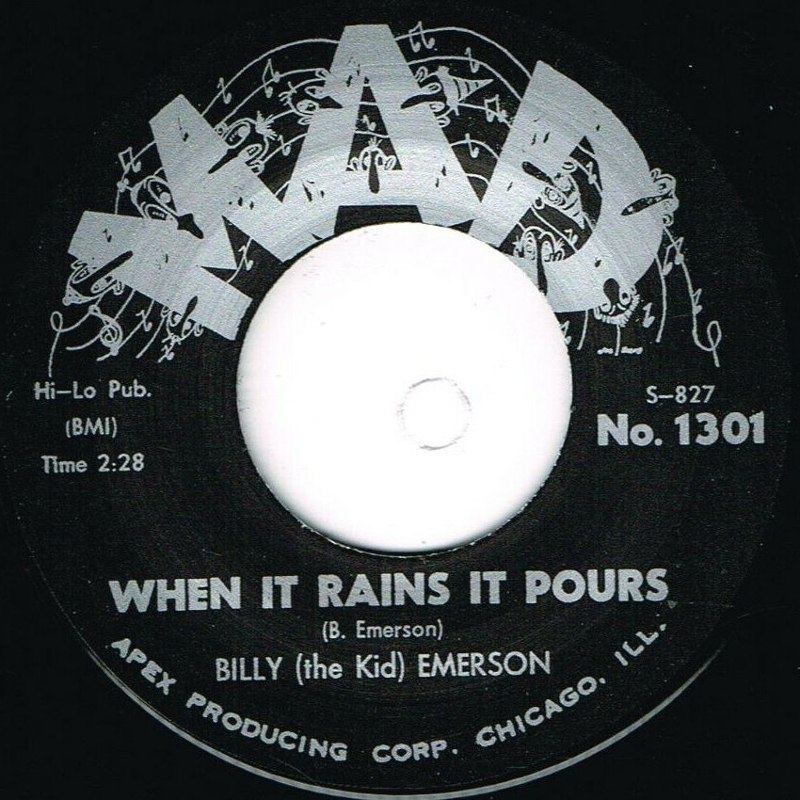 MAD
Hi-Lo Pub.
(BMI)
Time 2:28
S-827
No. 1301
WHEN IT RAINS IT POURS
(B. Emerson)
BILLY (the Kid) EMERSON
APEX PRODUCING CORP. CHICAGO, ILL.